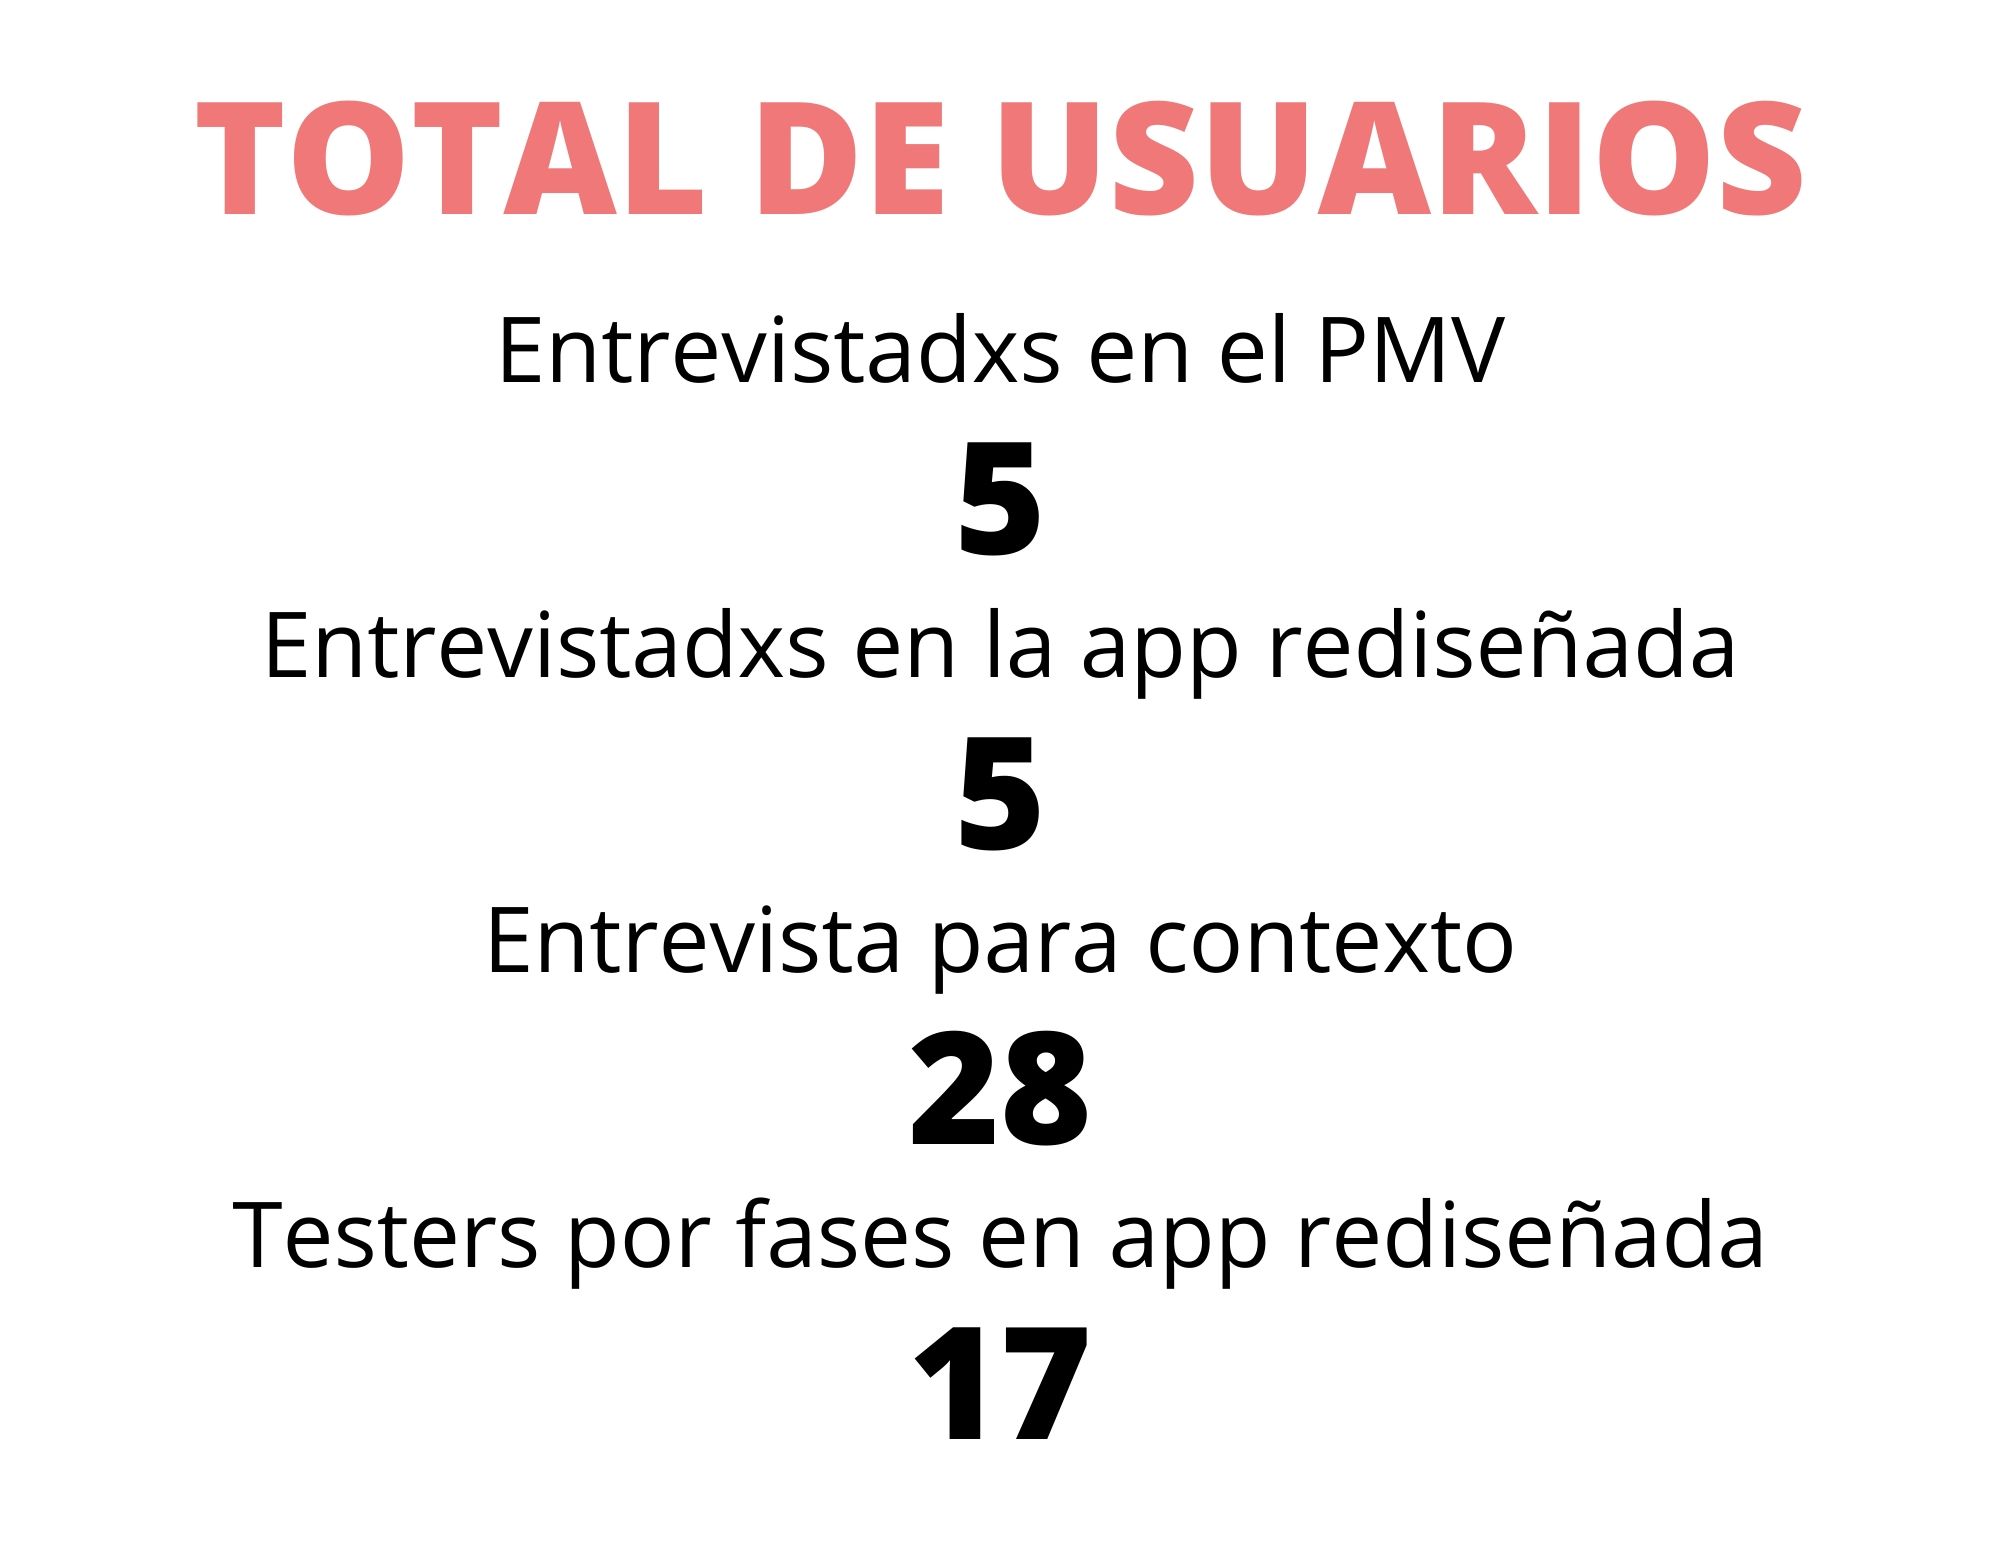 TOTAL DE USUARIOS
Entrevistadxs en el PMV
5
Entrevistadxs en la app rediseñada
5
Entrevista para contexto
28
Testers por fases en app rediseñada
17